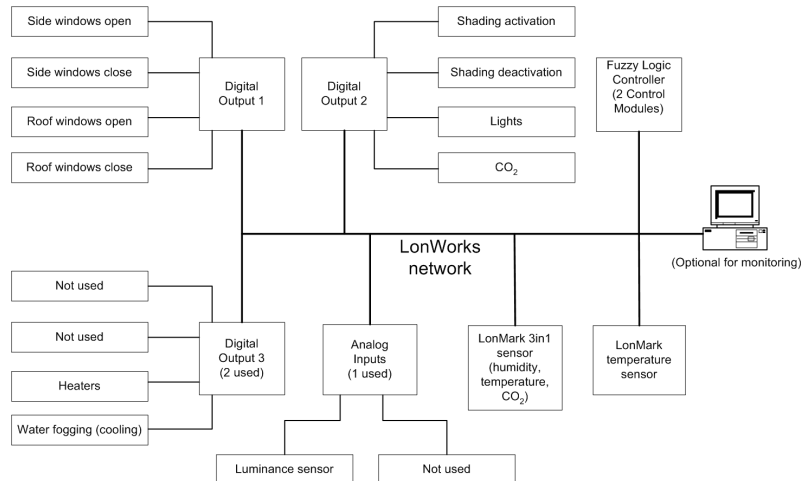 Side windows open
Side windows close
Roof windows open
Roof windows close
Digital
Output 1
Digital
Output 2
Shading activation
Shading deactivation
Lights
CO₂
Fuzzy Logic
Controller
(2 Control
Modules)
LonWorks
network
(Optional for monitoring)
Not used
Not used
Heaters
Water fogging (cooling)
Digital
Output 3
(2 used)
Analog
Inputs
(1 used)
LonMark 3in1
sensor
(humidity,
temperature,
CO₂)
LonMark
temperature
sensor
Luminance sensor
Not used